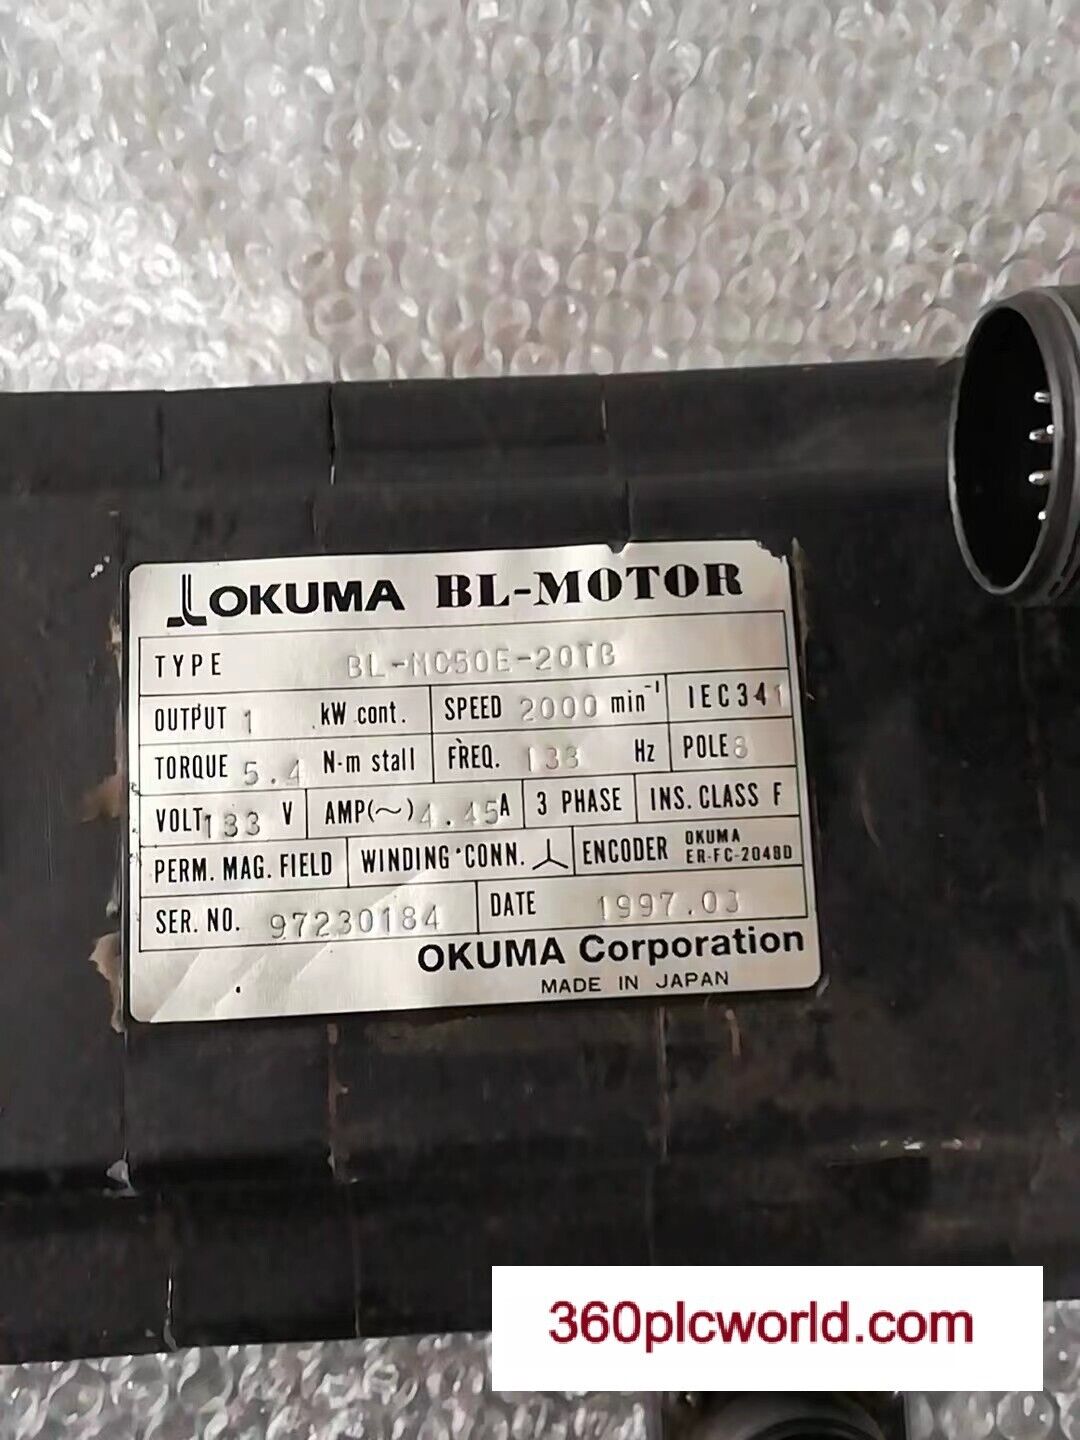 OKUMA BL-MOTOR
TYPE BL-MC50E-20TB
OUTPUT 1 kW cont. SPEED 2000 min-1 IEC341
TORQUE 5.4 N-m stall FREQ. 133 Hz POLE 8
VOLT 133 V AMP(~) 4.45A 3 PHASE INS. CLASS F
PERM. MAG. FIELD WINDING CONN. ENCODER OKUMA ER-FC-2048D
SER. NO. 97230184 DATE 1997.03
OKUMA Corporation
MADE IN JAPAN
360plcworld.com